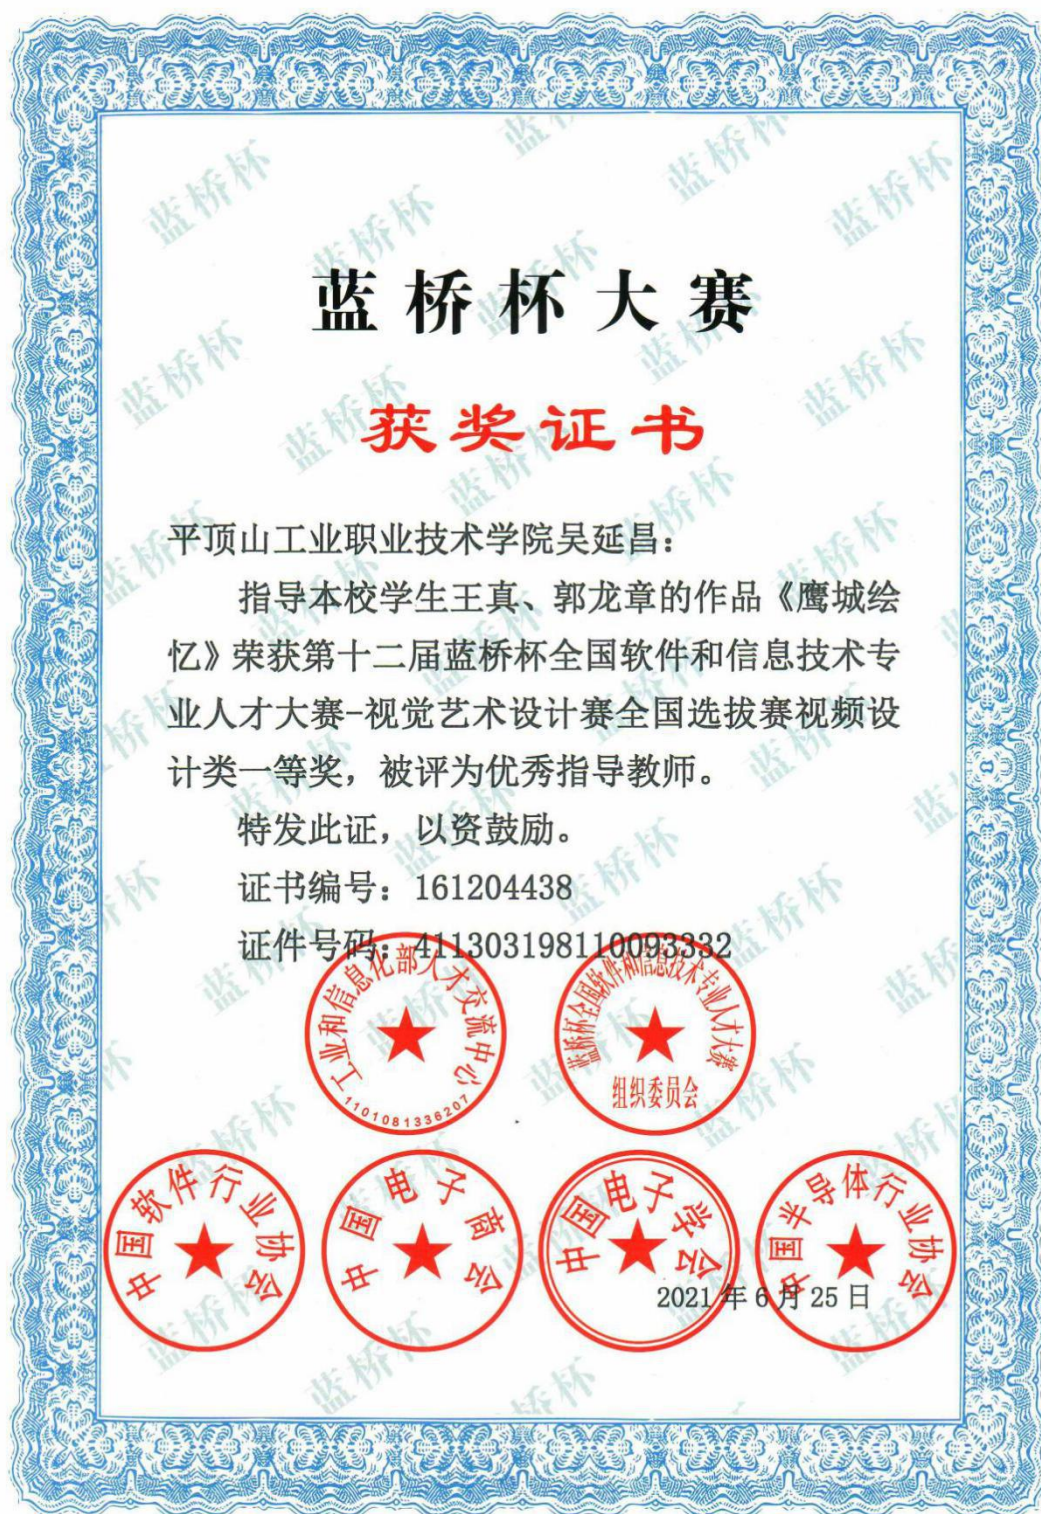 蓝桥杯大赛
获奖证书
平顶山工业职业技术学院吴延昌：
指导本校学生王真、郭龙章的作品《鹰城绘
忆》荣获第十二届蓝桥杯全国软件和信息技术专
业人才大赛-视觉艺术设计赛全国选拔赛视频设
计类一等奖，被评为优秀指导教师。
特发此证，以资鼓励。
证书编号：161204438
证件号码：411303198110093332
工业和信息化部人才交流中心
1101081336207
蓝桥杯全国软件和信息技术专业人才大赛
组织委员会
中国软件行业协会
中国电子商会
中国电子学会
中国半导体行业协会
2021年6月25日
蓝桥杯